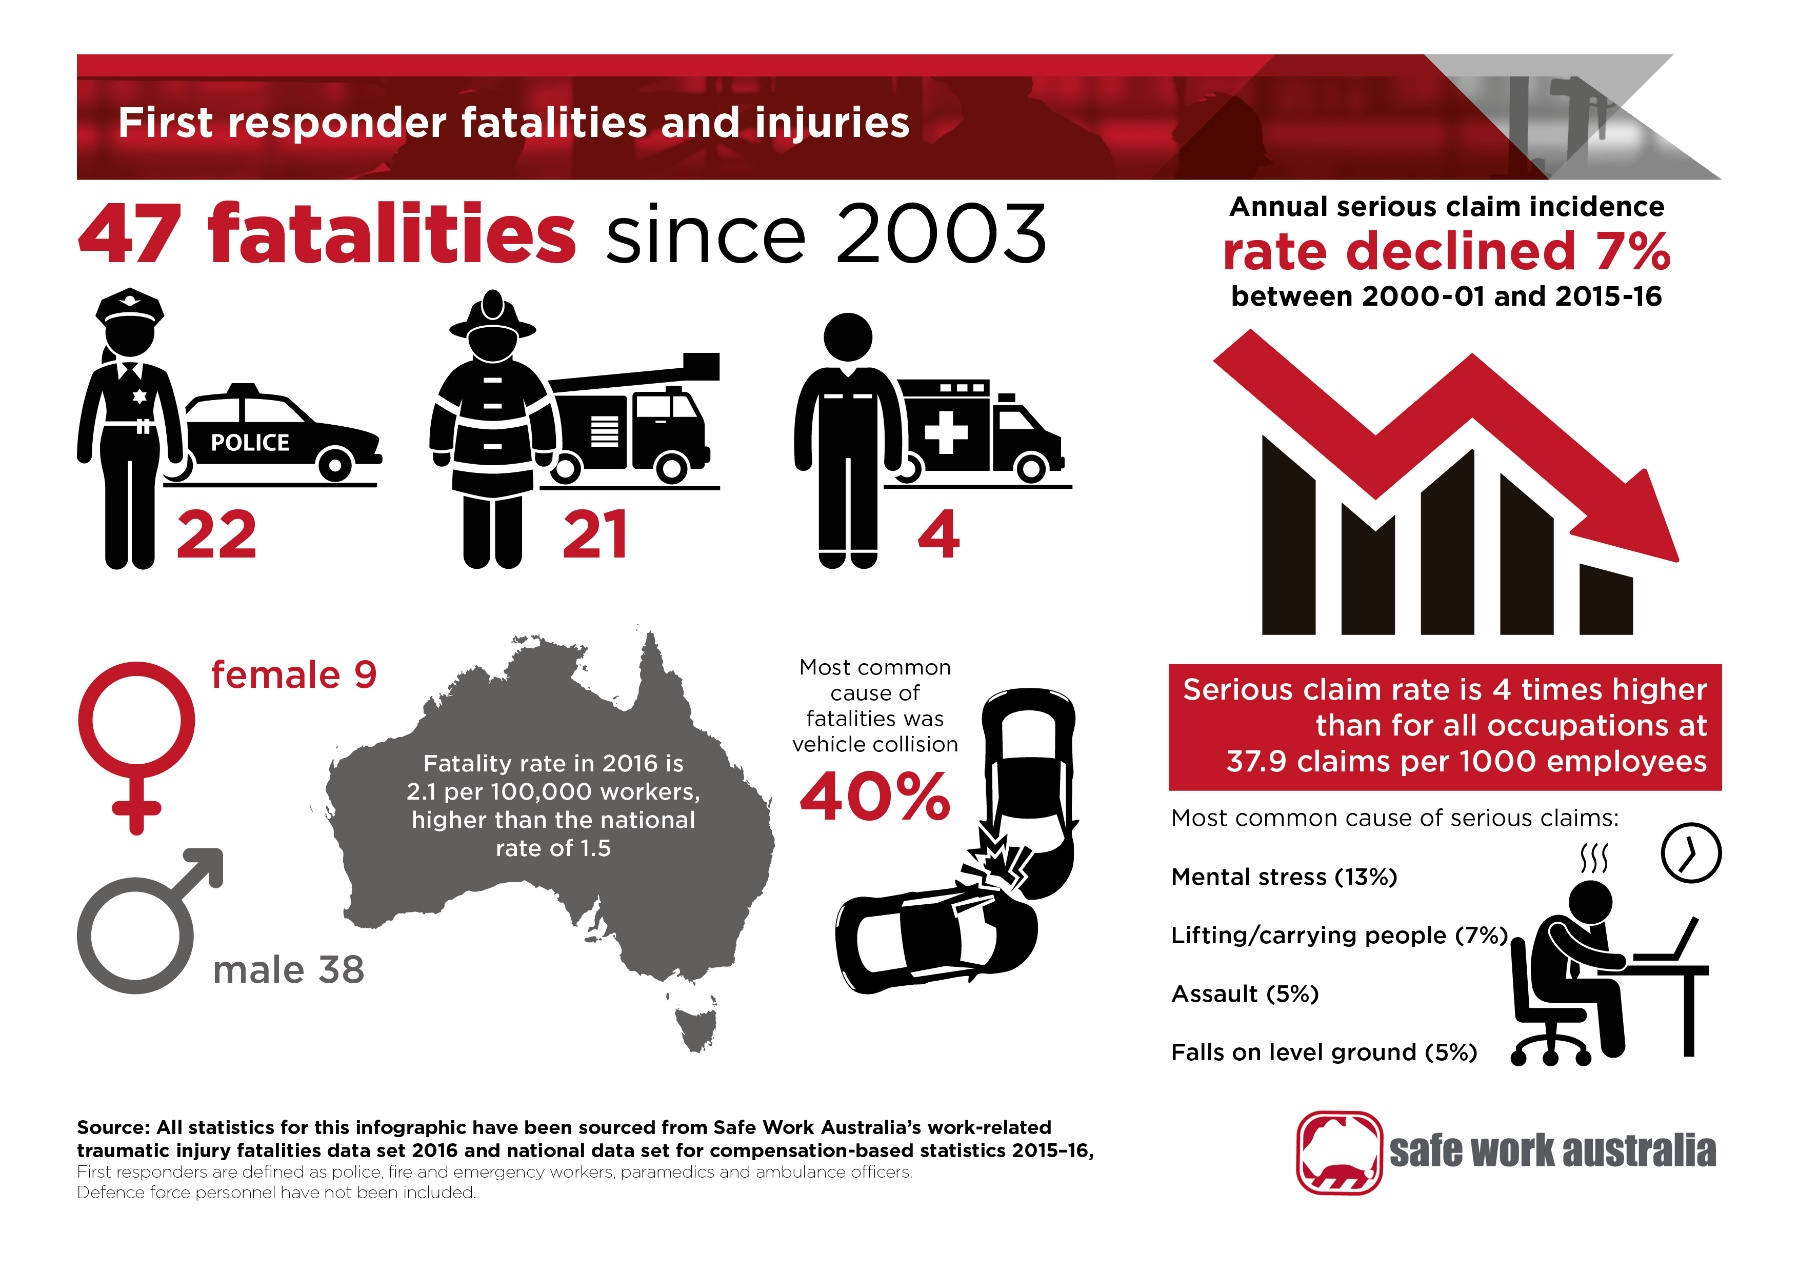 First responder fatalities and injuries
47 fatalities since 2003
POLICE
22
21
4
female 9
male 38
Fatality rate in 2016 is
2.1 per 100,000 workers,
higher than the national
rate of 1.5
Most common
cause of
fatalities was
vehicle collision
40%
Annual serious claim incidence
rate declined 7%
between 2000-01 and 2015-16
Serious claim rate is 4 times higher
than for all occupations at
37.9 claims per 1000 employees
Most common cause of serious claims:
Mental stress (13%)
Lifting/carrying people (7%)
Assault (5%)
Falls on level ground (5%)
Source: All statistics for this infographic have been sourced from Safe Work Australia's work-related
traumatic injury fatalities data set 2016 and national data set for compensation-based statistics 2015–16,
First responders are defined as police, fire and emergency workers, paramedics and ambulance officers.
Defence force personnel have not been included.
safe work australia